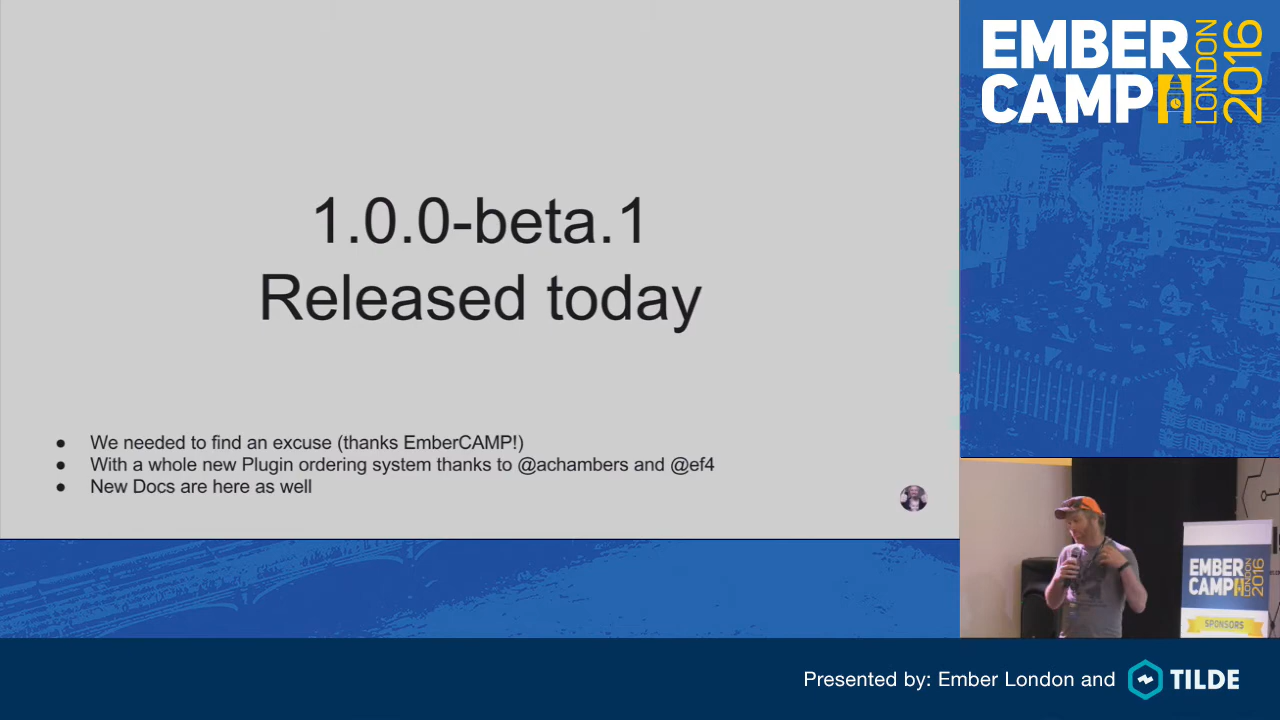 1.0.0-beta.1
Released today
● We needed to find an excuse (thanks EmberCAMP!)
● With a whole new Plugin ordering system thanks to @achambers and @ef4
● New Docs are here as well
EMBER
CAMP
LONDON
2016
EMBER
CAMP
LONDON
2016
SPONSORS
Presented by: Ember London and TILDE